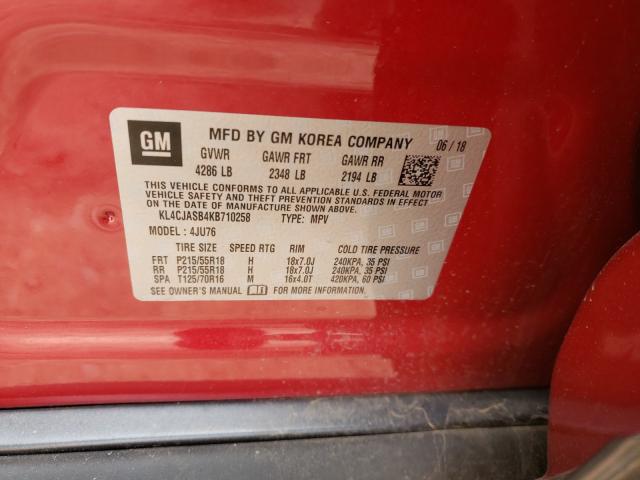 GM MFD BY GM KOREA COMPANY 06 / 18
GVWR GAWR FRT GAWR RR
4286 LB 2348 LB 2194 LB
THIS VEHICLE CONFORMS TO ALL APPLICABLE U.S. FEDERAL MOTOR
VEHICLE SAFETY AND THEFT PREVENTION STANDARDS IN EFFECT ON
THE DATE OF MANUFACTURE SHOWN ABOVE.
KL4CJASB4KB710258 TYPE: MPV
MODEL : 4JU76
TIRE SIZE SPEED RTG RIM COLD TIRE PRESSURE
FRT P215/55R18 H 18x7.0J 240KPA, 35 PSI
RR P215/55R18 H 18x7.0J 240KPA, 35 PSI
SPA T125/70R16 M 16x4.0T 420KPA, 60 PSI
SEE OWNER'S MANUAL FOR MORE INFORMATION.